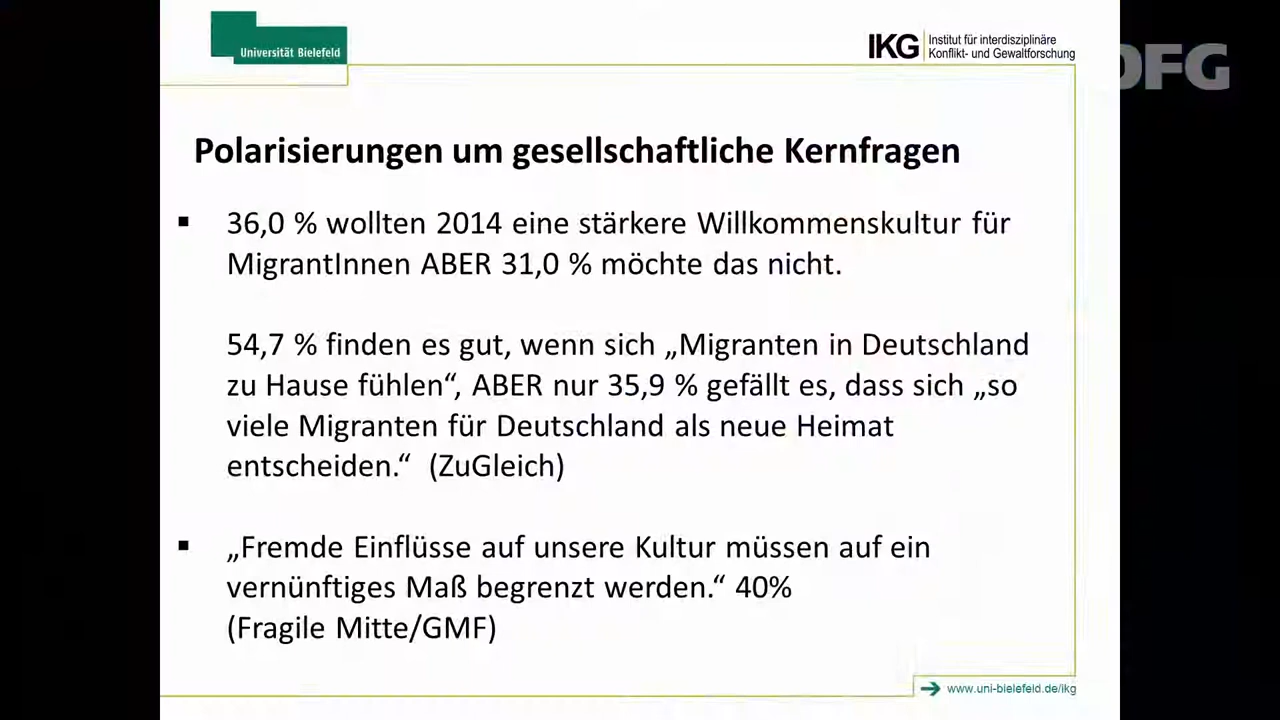 Universität Bielefeld
IKG Institut für interdisziplinäre
Konflikt- und Gewaltforschung
DFG
Polarisierungen um gesellschaftliche Kernfragen
▪ 36,0 % wollten 2014 eine stärkere Willkommenskultur für
MigrantInnen ABER 31,0 % möchte das nicht.
54,7 % finden es gut, wenn sich „Migranten in Deutschland
zu Hause fühlen“, ABER nur 35,9 % gefällt es, dass sich „so
viele Migranten für Deutschland als neue Heimat
entscheiden.“ (ZuGleich)
▪ „Fremde Einflüsse auf unsere Kultur müssen auf ein
vernünftiges Maß begrenzt werden.“ 40%
(Fragile Mitte/GMF)
www.uni-bielefeld.de/ikg